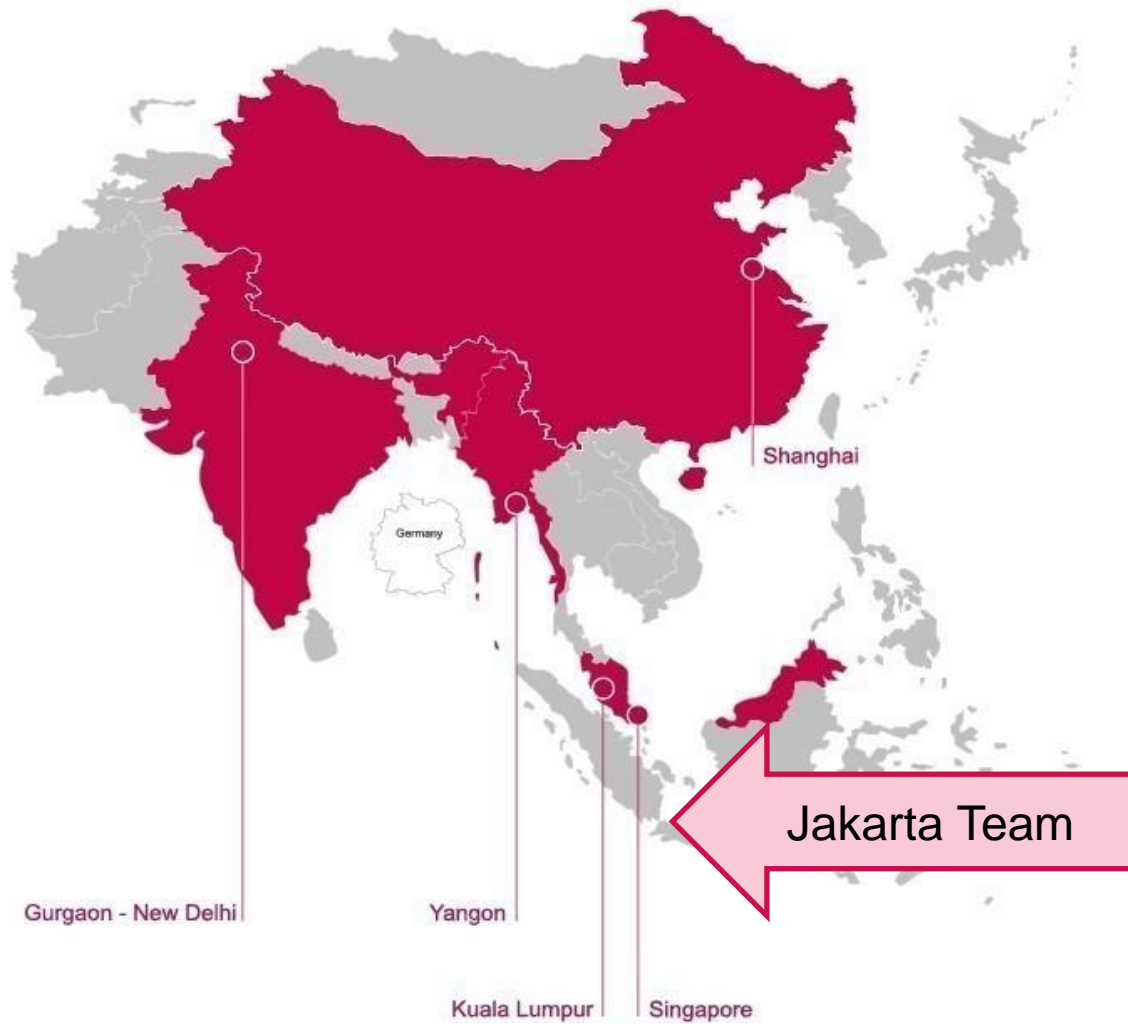 Shanghai
Germany
Jakarta Team
Gurgaon - New Delhi
Yangon
Kuala Lumpur
Singapore